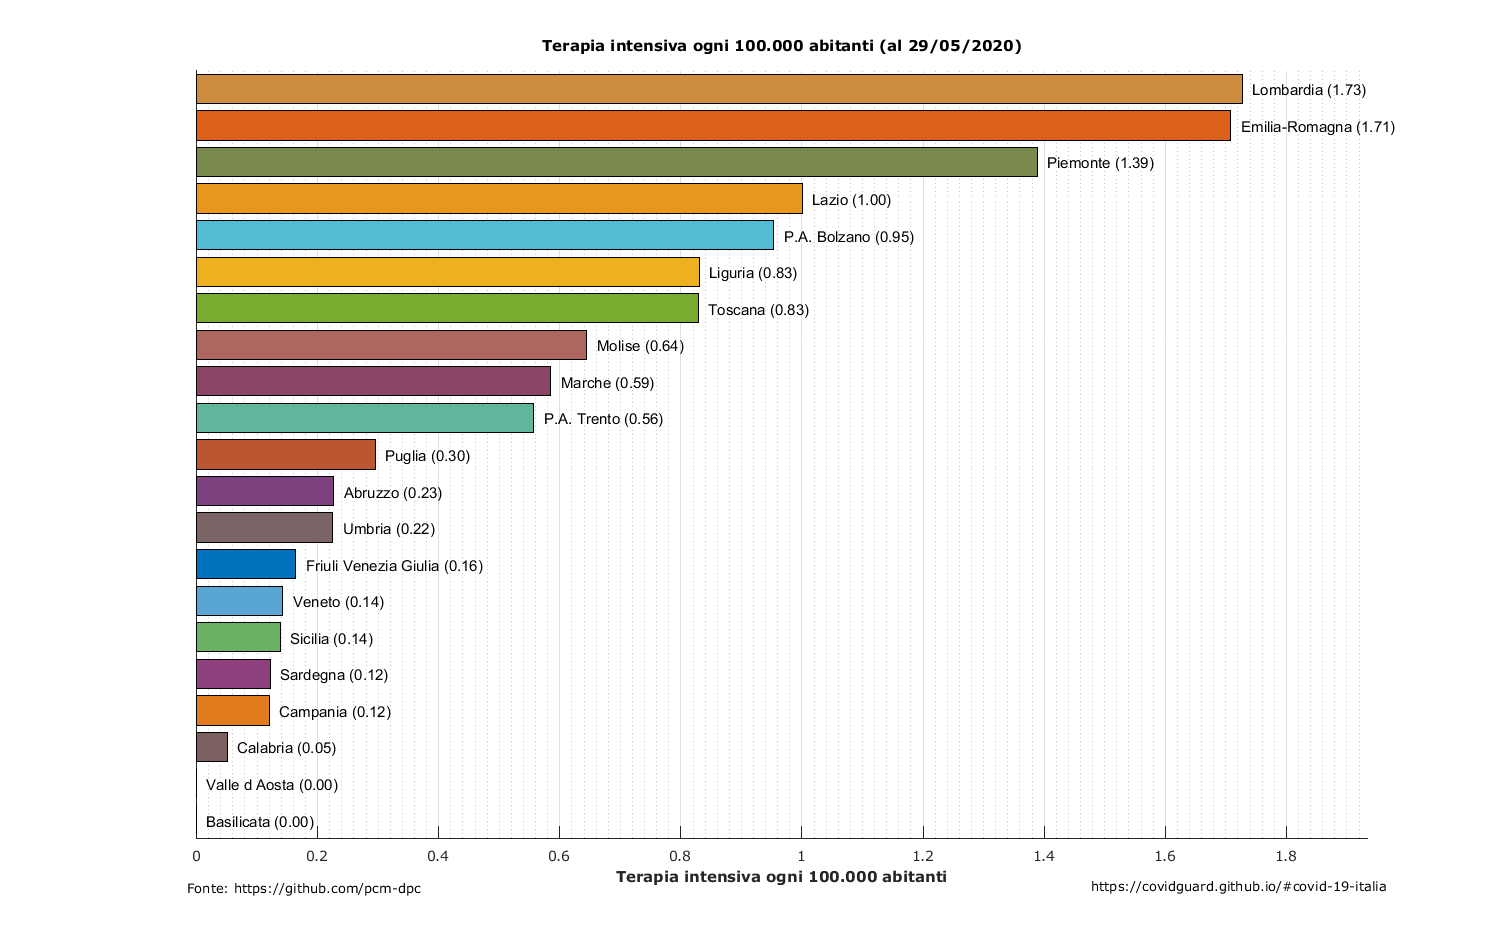 Terapia intensiva ogni 100.000 abitanti (al 29/05/2020)
Lombardia (1.73)
Emilia-Romagna (1.71)
Piemonte (1.39)
Lazio (1.00)
P.A. Bolzano (0.95)
Liguria (0.83)
Toscana (0.83)
Molise (0.64)
Marche (0.59)
P.A. Trento (0.56)
Puglia (0.30)
Abruzzo (0.23)
Umbria (0.22)
Friuli Venezia Giulia (0.16)
Veneto (0.14)
Sicilia (0.14)
Sardegna (0.12)
Campania (0.12)
Calabria (0.05)
Valle d Aosta (0.00)
Basilicata (0.00)
0 0.2 0.4 0.6 0.8 1 1.2 1.4 1.6 1.8
Terapia intensiva ogni 100.000 abitanti
Fonte: https://github.com/pcm-dpc
https://covidguard.github.io/#covid-19-italia